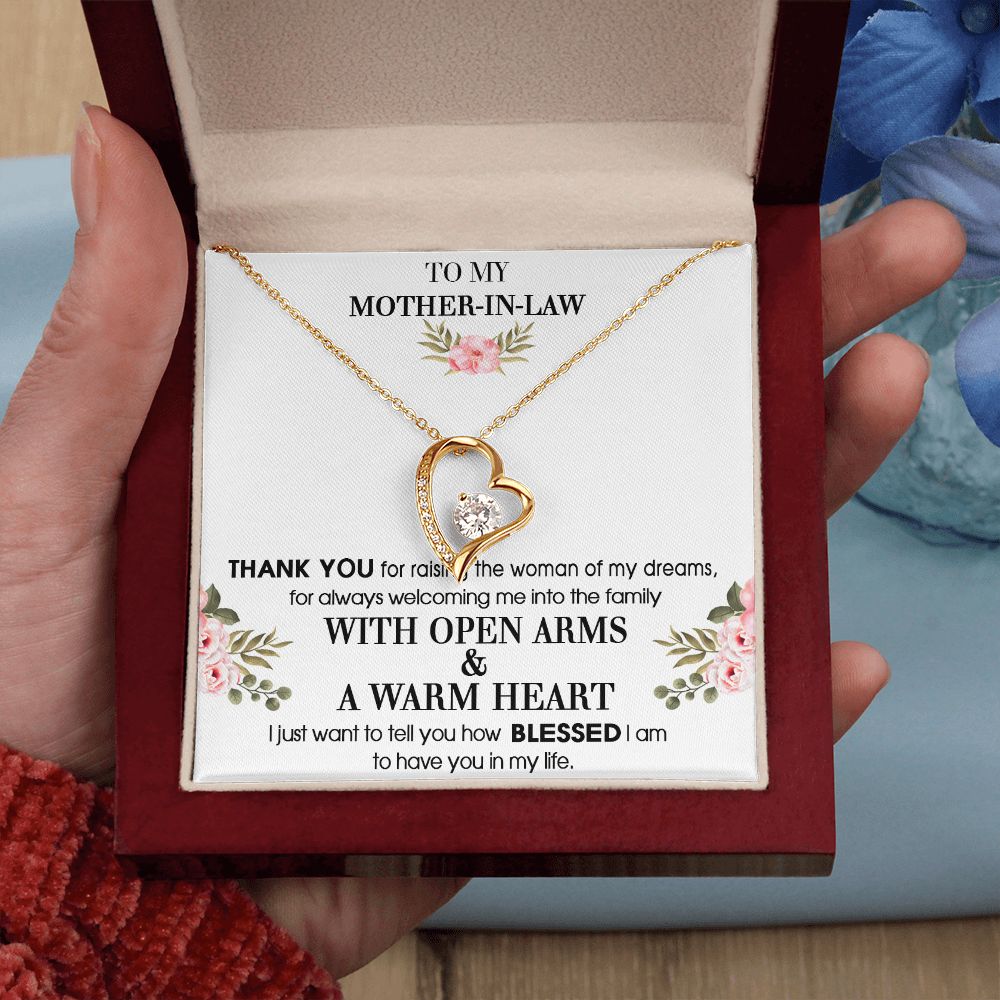 TO MY
MOTHER-IN-LAW
THANK YOU for raising the woman of my dreams,
for always welcoming me into the family
WITH OPEN ARMS
&
A WARM HEART
I just want to tell you how BLESSED I am
to have you in my life.